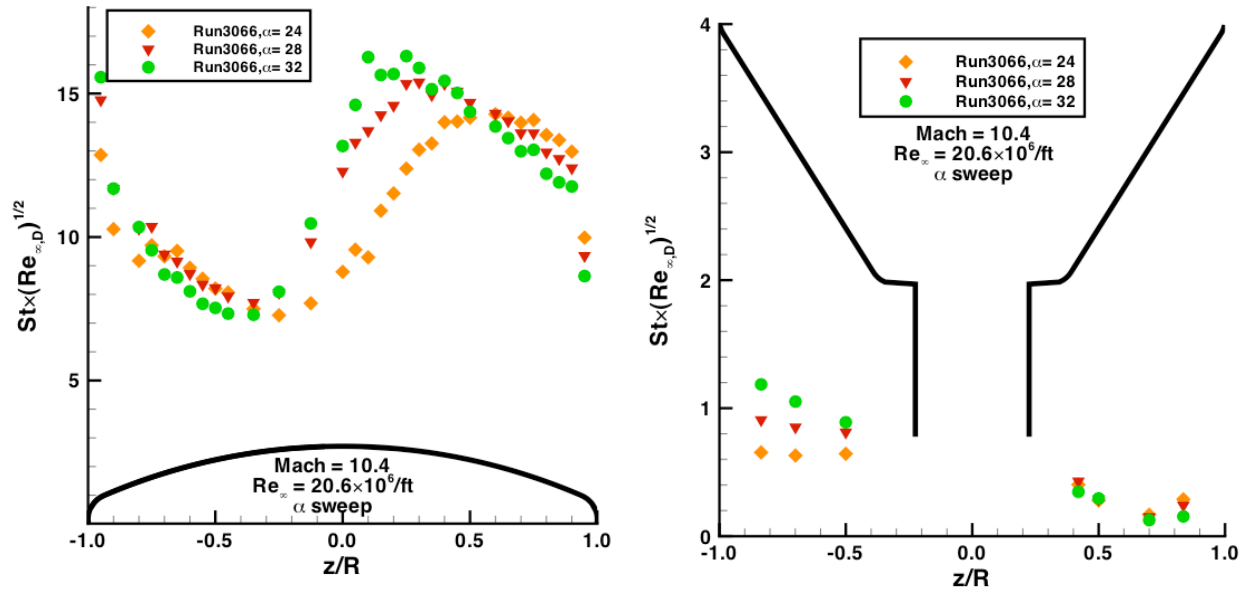 Run3066,α= 24
Run3066,α= 28
Run3066,α= 32
15
10
5
St×(Re∞,D)1/2
Mach = 10.4
Re∞ = 20.6×106/ft
α sweep
-1.0 -0.5 0.0 0.5 1.0
z/R
4
Run3066,α= 24
Run3066,α= 28
Run3066,α= 32
Mach = 10.4
Re∞ = 20.6×106/ft
α sweep
3
2
1
0
St×(Re∞,D)1/2
-1.0 -0.5 0.0 0.5 1.0
z/R